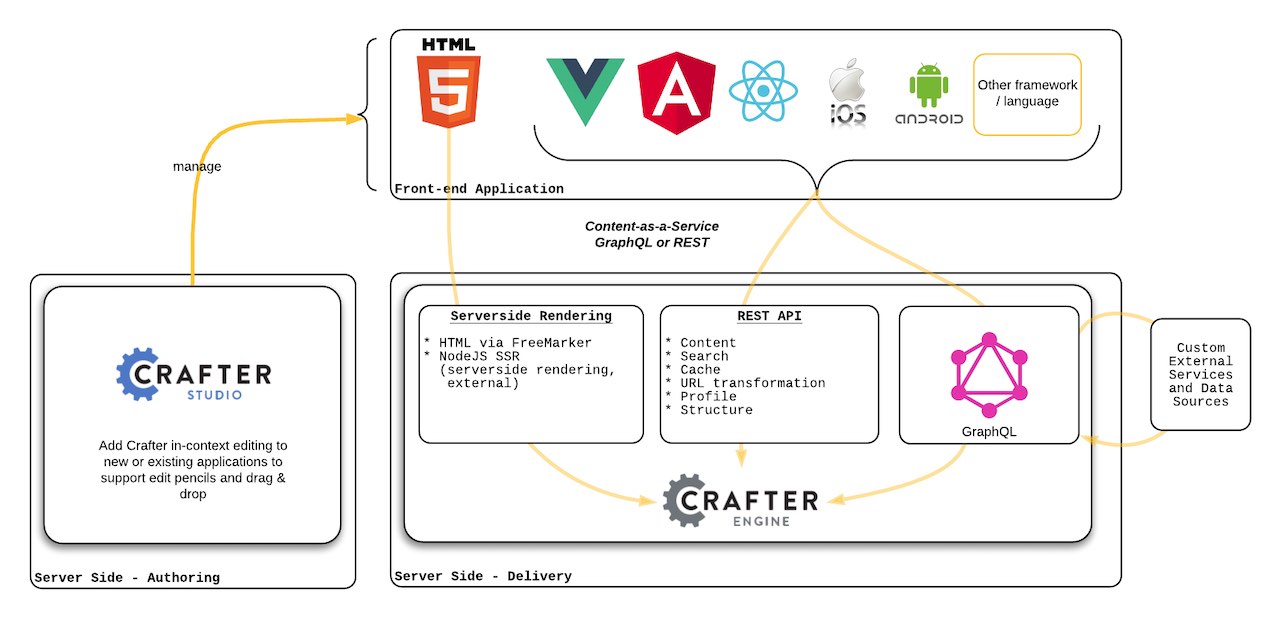 HTML
5
A
iOS
ANDROID
Other framework
/ language
manage
Front-end Application
Content-as-a-Service
GraphQL or REST
CRAFTER
STUDIO
Add Crafter in-context editing to
new or existing applications to
support edit pencils and drag &
drop
Server Side - Authoring
Serverside Rendering
* HTML via FreeMarker
* NodeJS SSR
(serverside rendering,
external)
REST API
* Content
* Search
* Cache
* URL transformation
* Profile
* Structure
GraphQL
Custom
External
Services
and Data
Sources
CRAFTER
ENGINE
Server Side - Delivery